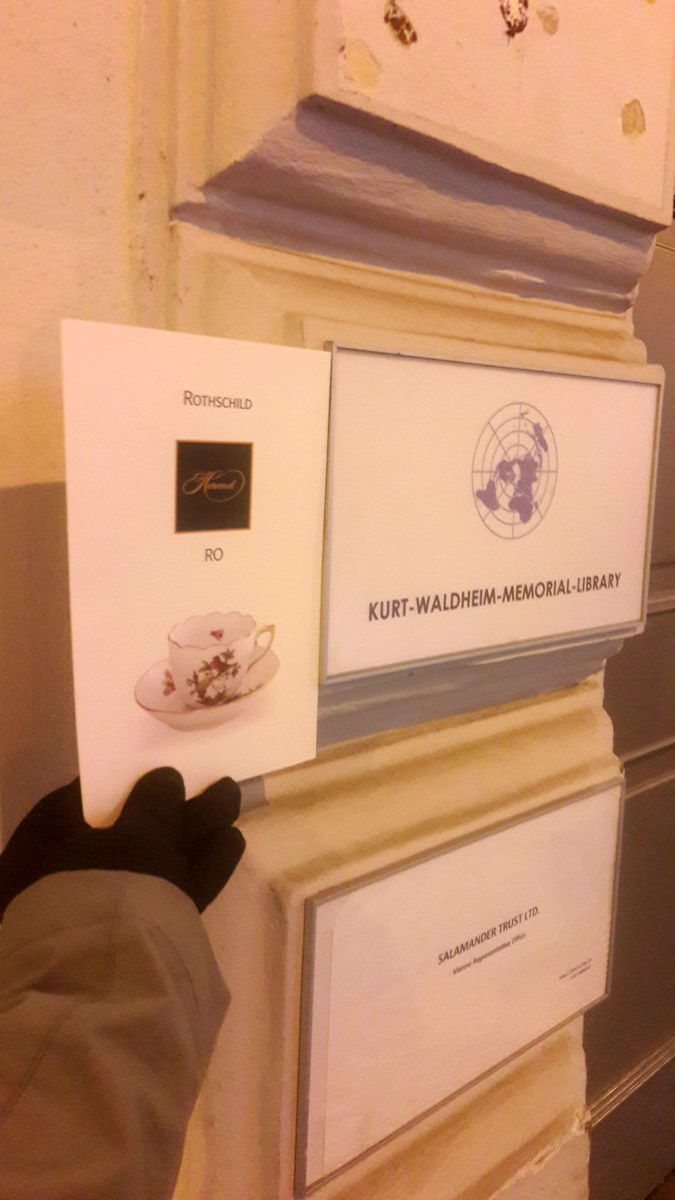 ROTHSCHILD
Herend
RO
KURT-WALDHEIM-MEMORIAL-LIBRARY
SALAMANDER TRUST LTD.
Vienna Representative Office